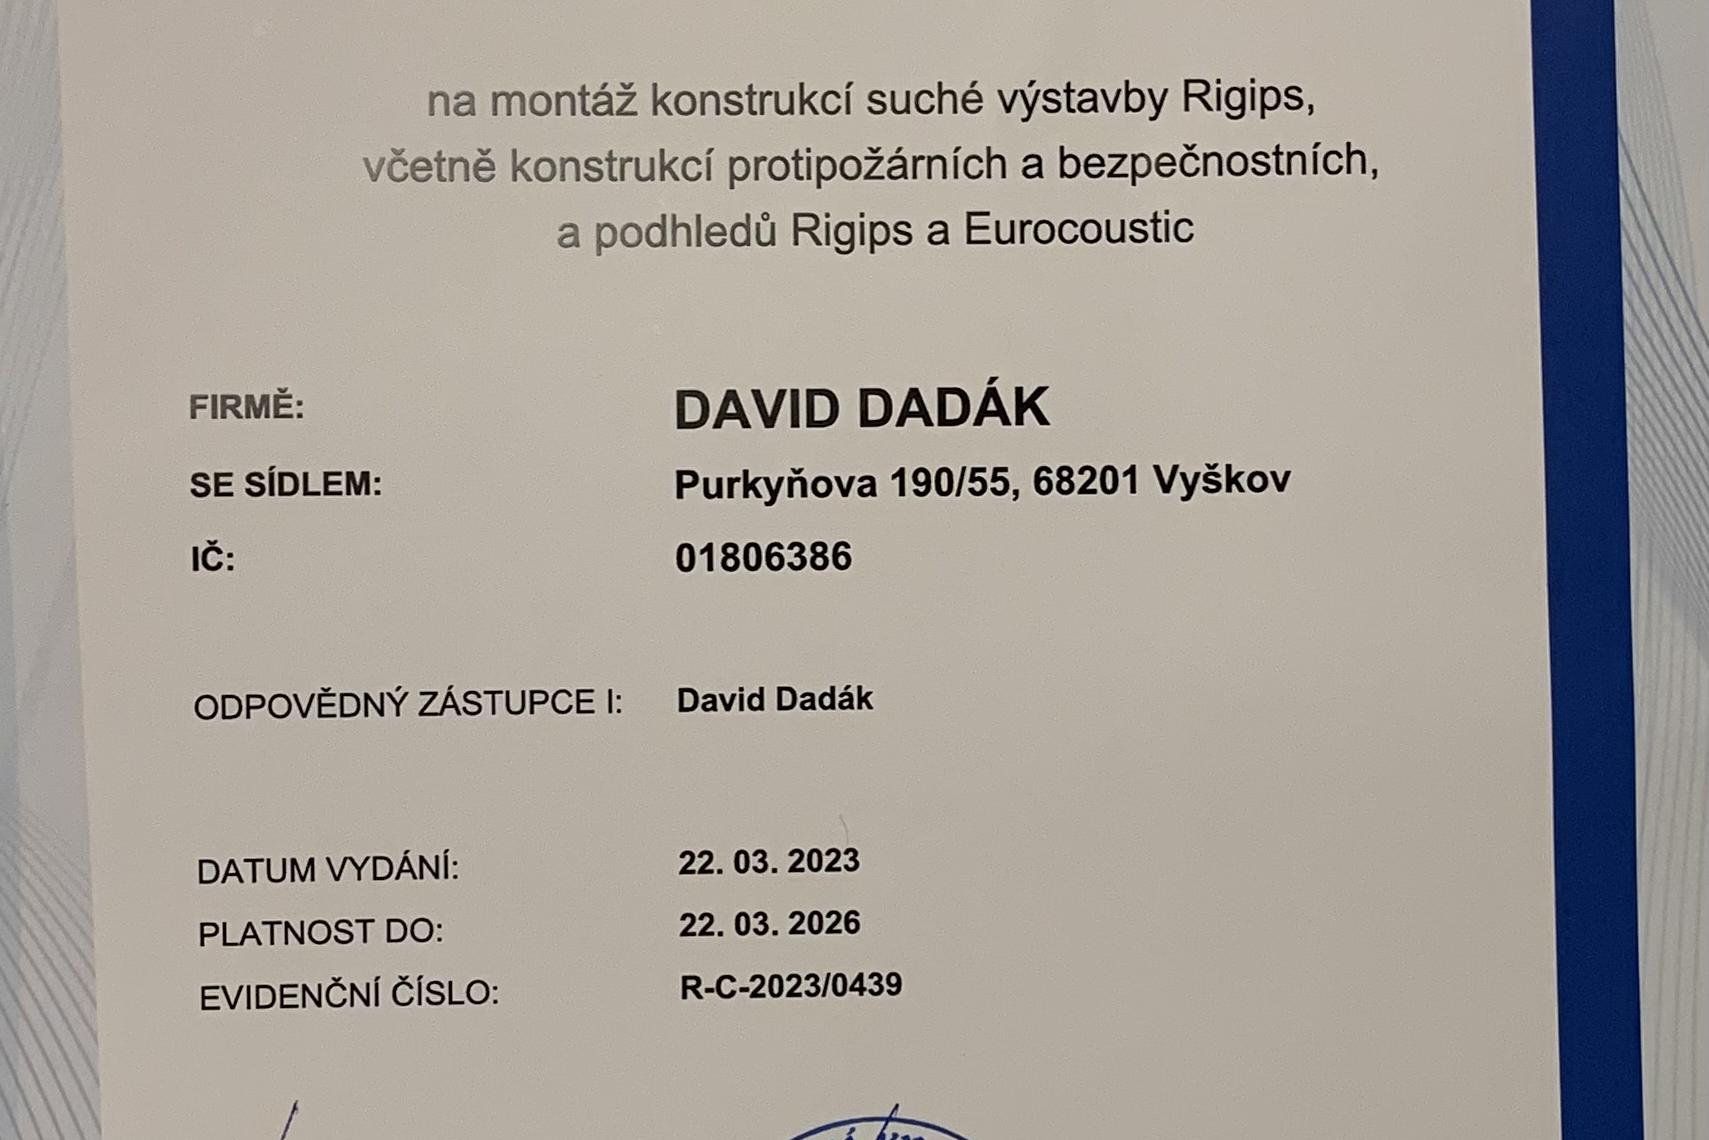 na montáž konstrukcí suché výstavby Rigips,
včetně konstrukcí protipožárních a bezpečnostních,
a podhledů Rigips a Eurocoustic
FIRMĚ: DAVID DADÁK
SE SÍDLEM: Purkyňova 190/55, 68201 Vyškov
IČ: 01806386
ODPOVĚDNÝ ZÁSTUPCE I: David Dadák
DATUM VYDÁNÍ: 22. 03. 2023
PLATNOST DO: 22. 03. 2026
EVIDENČNÍ ČÍSLO: R-C-2023/0439